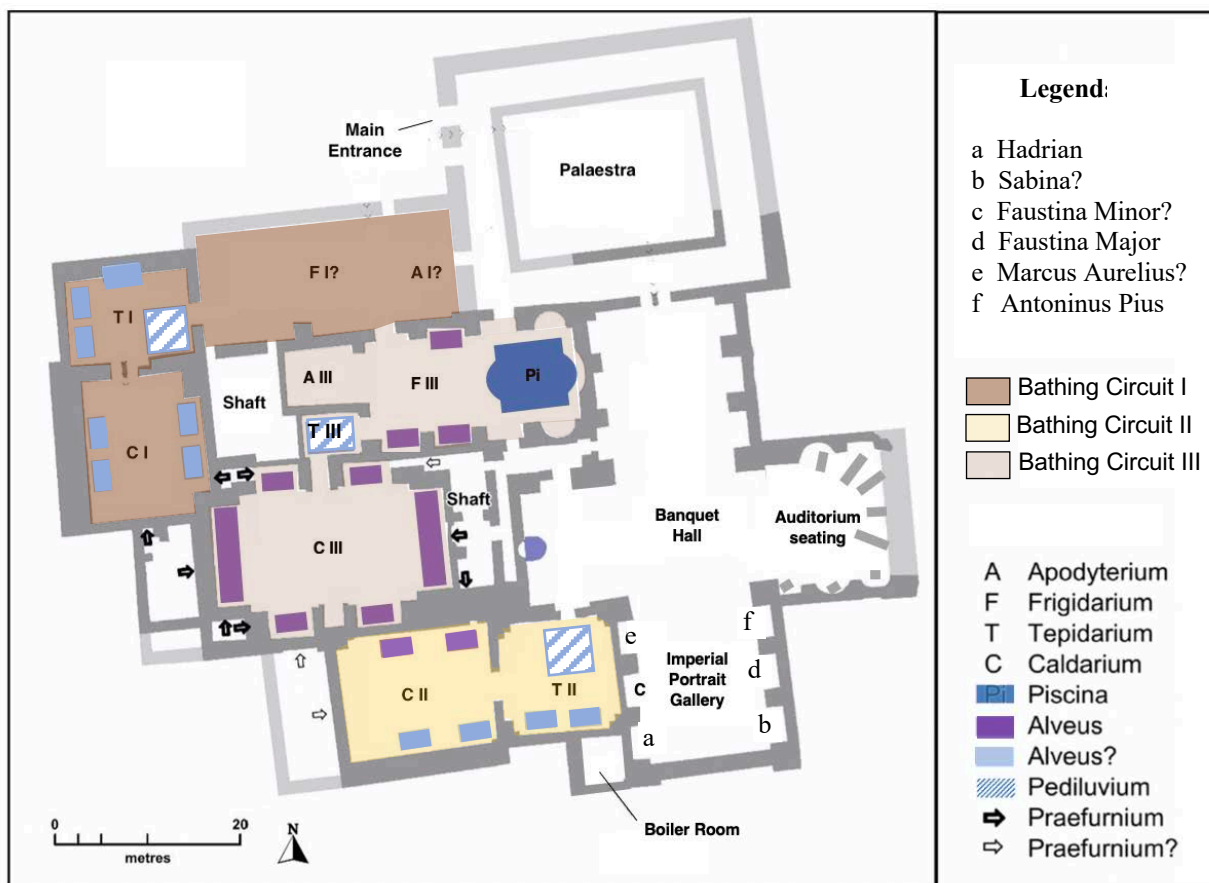 Main
Entrance
Palaestra
F I?
A I?
T I
A III
F III
Pi
Shaft
T III
C I
Shaft
C III
Banquet
Hall
Auditorium
seating
e
f
C II
T II
C
Imperial
Portrait
Gallery
d
a
b
Boiler Room
0
20
metres
N
Legend:
a Hadrian
b Sabina?
c Faustina Minor?
d Faustina Major
e Marcus Aurelius?
f Antoninus Pius
Bathing Circuit I
Bathing Circuit II
Bathing Circuit III
A Apodyterium
F Frigidarium
T Tepidarium
C Caldarium
Pi Piscina
Alveus
Alveus?
Pediluvium
Praefurnium
Praefurnium?